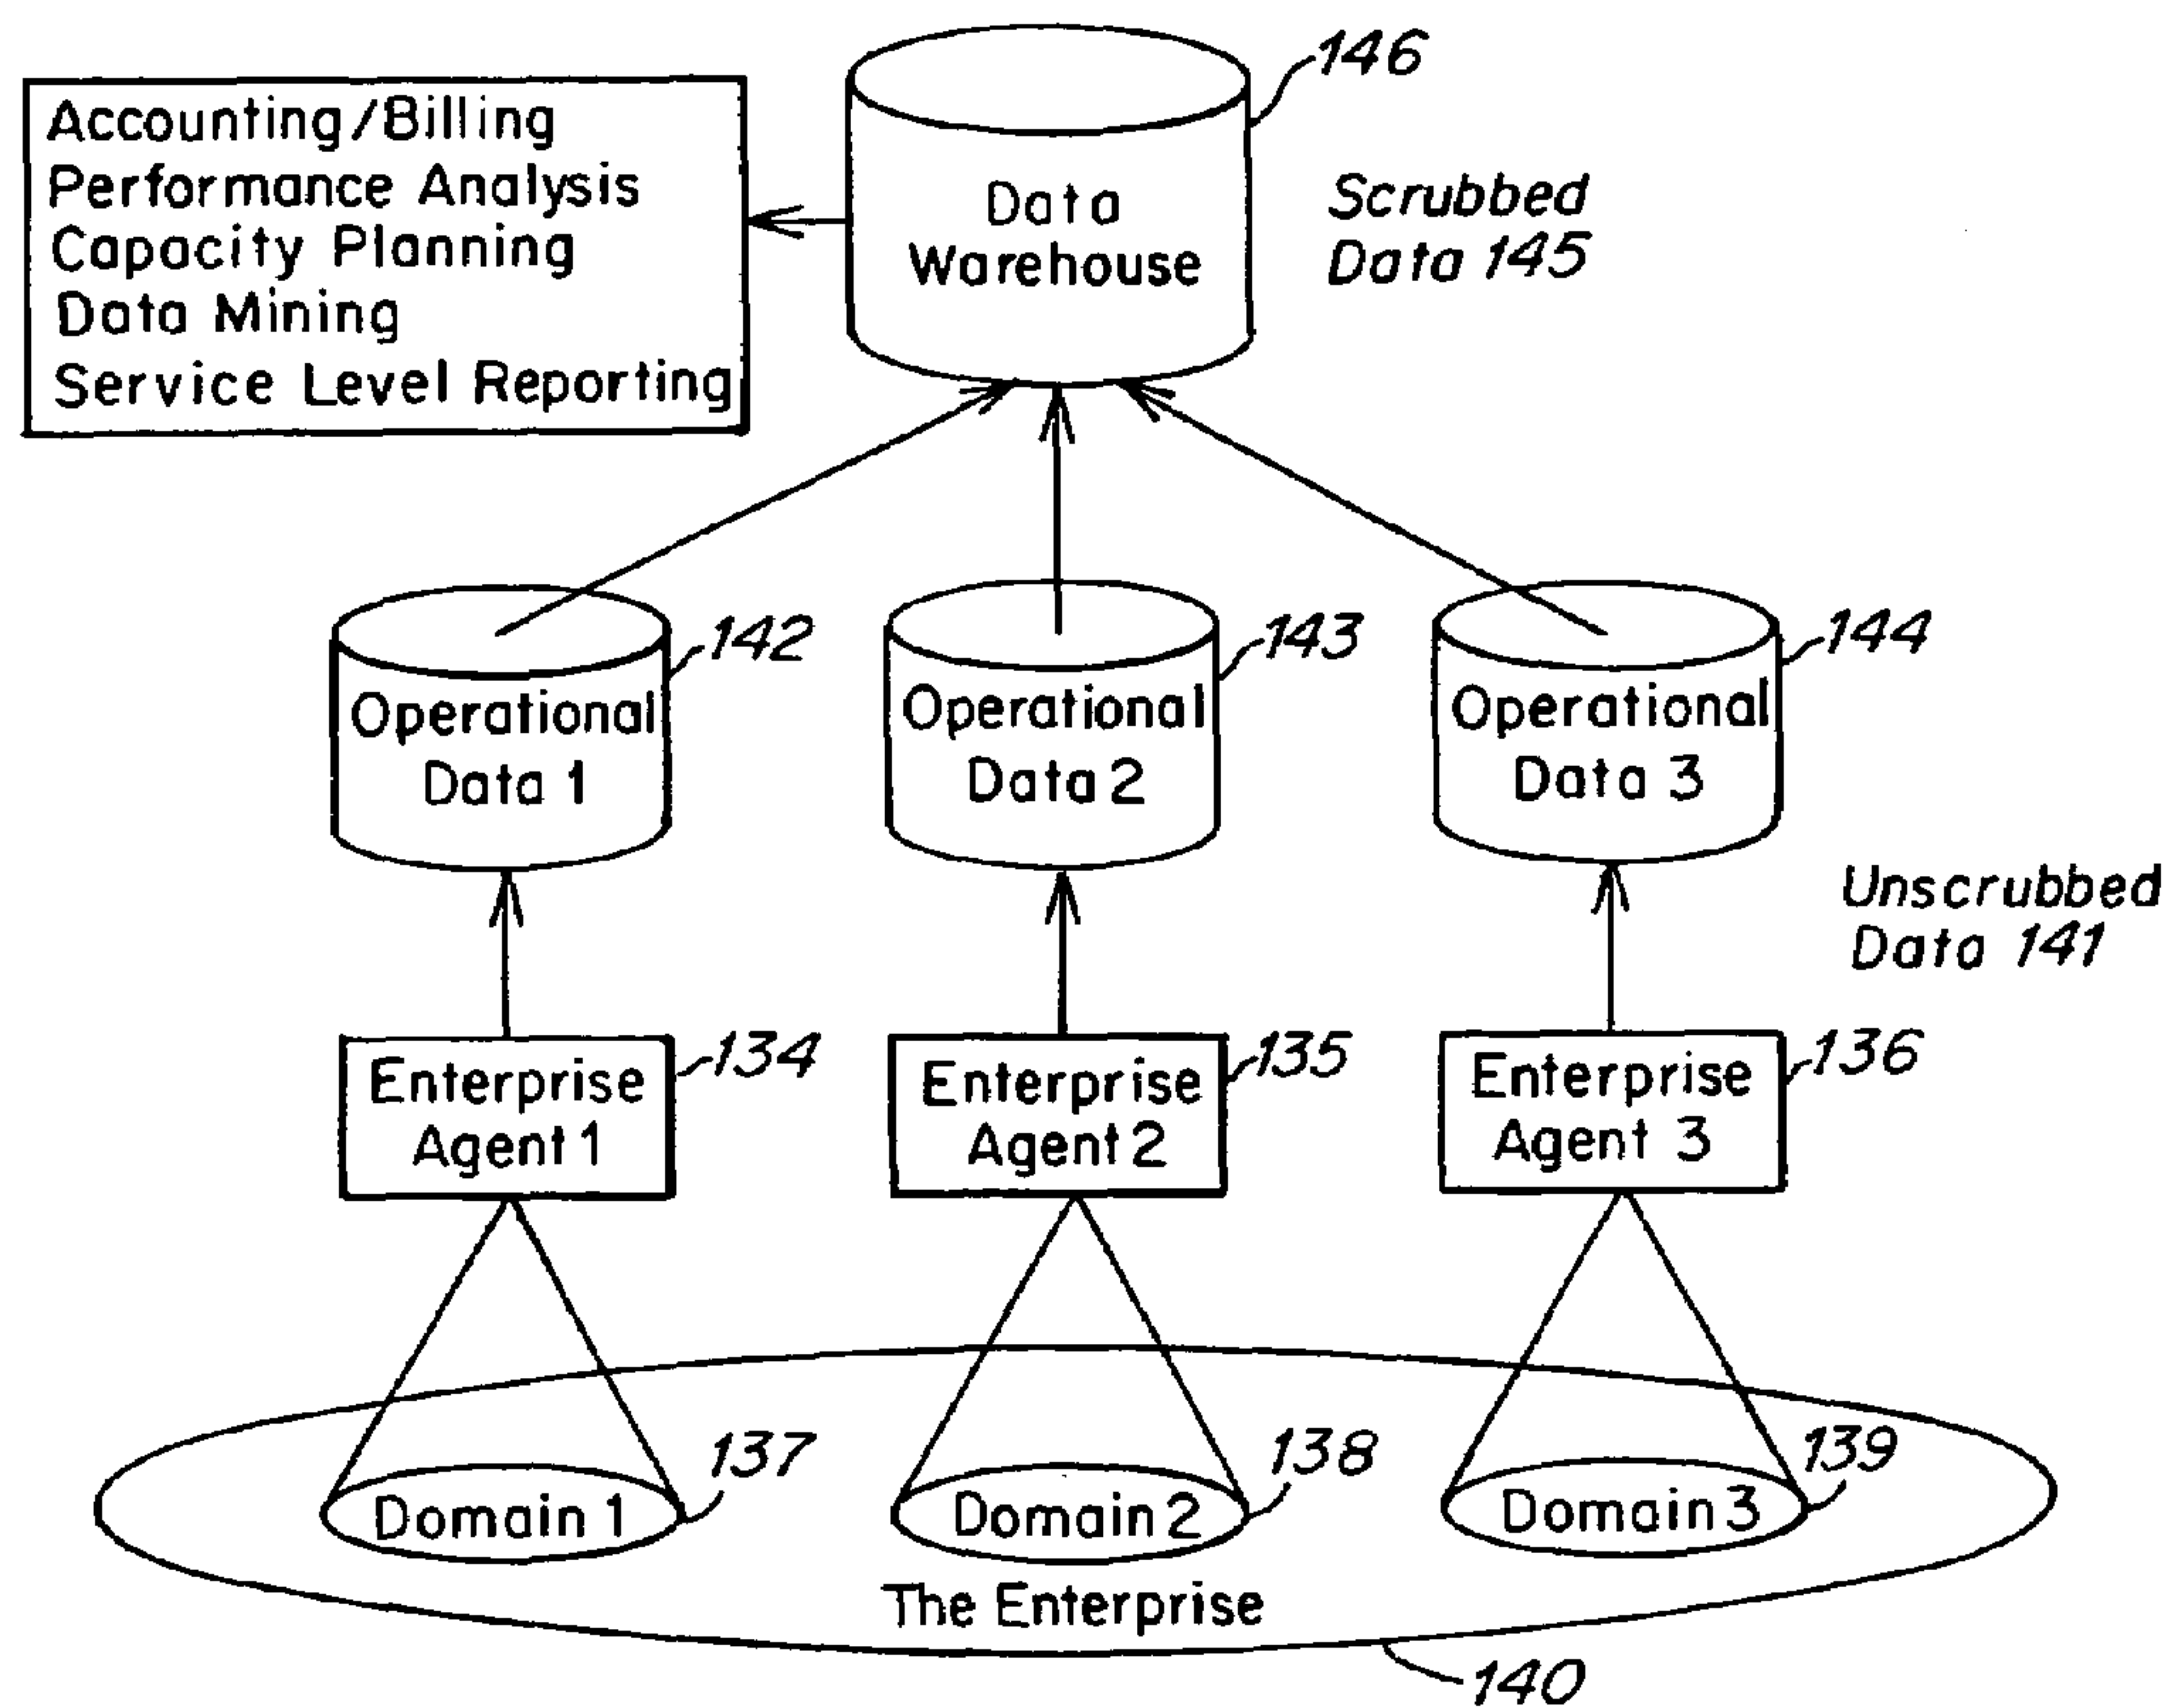 146
Accounting/Billing
Performance Analysis
Capacity Planning
Data Mining
Service Level Reporting
Data
Warehouse
Scrubbed
Data 145
142
143
144
Operational
Data 1
Operational
Data 2
Operational
Data 3
Unscrubbed
Data 141
134
135
136
Enterprise
Agent 1
Enterprise
Agent 2
Enterprise
Agent 3
137
138
139
Domain 1
Domain 2
Domain 3
The Enterprise
140